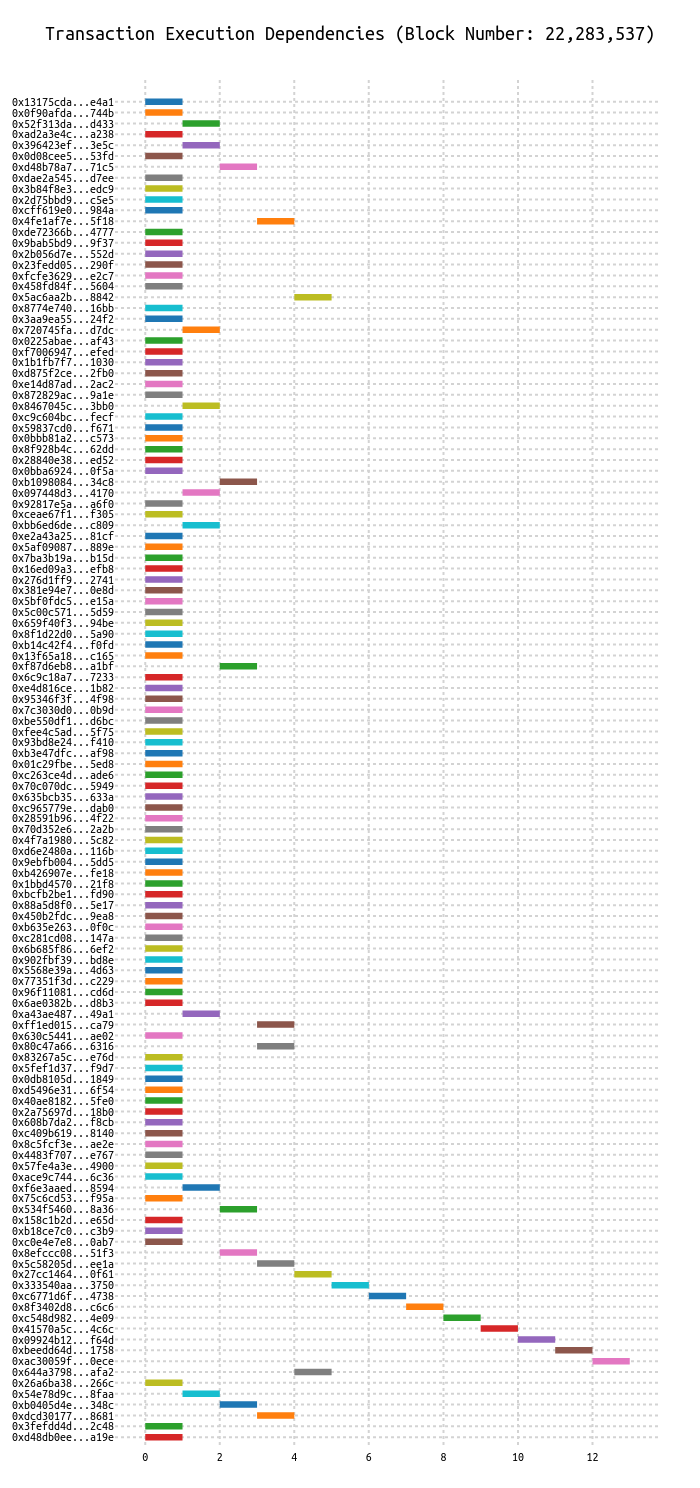 Transaction Execution Dependencies (Block Number: 22,283,537)
0x13175cda...e4a1
0x0f90afda...744b
0x52f313da...d433
0xad2a3e4c...a238
0x396423ef...3e5c
0x0d08cee5...53fd
0xd48b78a7...71c5
0xdae2a545...d7ee
0x3b84f8e3...edc9
0x2d75bbd9...c5e5
0xcff619e0...984a
0x4fe1af7e...5f18
0xde72366b...4777
0x9bab5bd9...9f37
0x2b056d7e...552d
0x23fedd05...290f
0xfcfe3629...e2c7
0x458fd84f...5604
0x5ac6aa2b...8842
0x8774e740...16bb
0x3aa9ea55...24f2
0x720745fa...d7dc
0x0225abae...af43
0xf7006947...efed
0x1b1fb7f7...1030
0xd875f2ce...2fb0
0xe14d87ad...2ac2
0x872829ac...9a1e
0x8467045c...3bb0
0xc9c604bc...fecf
0x59837cd0...f671
0x0bbb81a2...c573
0x8f928b4c...62dd
0x28840e38...ed52
0x0bba6924...0f5a
0xb1098084...34c8
0x097448d3...4170
0x92817e5a...a6f0
0xceae67f1...f305
0xbb6ed6de...c809
0xe2a43a25...81cf
0x5af09087...889e
0x7ba3b19a...b15d
0x16ed09a3...efb8
0x276d1ff9...2741
0x381e94e7...0e8d
0x5bf0fdc5...e15a
0x5c00c571...5d59
0x659f40f3...94be
0x8f1d22d0...5a90
0xb14c42f4...f0fd
0x13f65a18...c165
0xf87d6eb8...a1bf
0x6c9c18a7...7233
0xe4d816ce...1b82
0x95346f3f...4f98
0x7c3030d0...0b9d
0xbe550df1...d6bc
0xfee4c5ad...5f75
0x93bd8e24...f410
0xb3e47dfc...af98
0x01c29fbe...5ed8
0xc263ce4d...ade6
0x70c070dc...5949
0x635bcb35...633a
0xc965779e...dab0
0x28591b96...4f22
0x70d352e6...2a2b
0x4f7a1980...5c82
0xd6e2480a...116b
0x9ebfb004...5dd5
0xb426907e...fe18
0x1bbd4570...21f8
0xbcfb2be1...fd90
0x88a5d8f0...5e17
0x450b2fdc...9ea8
0xb635e263...0f0c
0xc281cd08...147a
0x6b685f86...6ef2
0x902fbf39...bd8e
0x5568e39a...4d63
0x77351f3d...c229
0x96f11081...cd6d
0x6ae0382b...d8b3
0xa43ae487...49a1
0xff1ed015...ca79
0x630c5441...ae02
0x80c47a66...6316
0x83267a5c...e76d
0x5fef1d37...f9d7
0x0db8105d...1849
0xd5496e31...6f54
0x40ae8182...5fe0
0x2a75697d...18b0
0x608b7da2...f8cb
0xc409b619...8140
0x8c5fcf3e...ae2e
0x4483f707...e767
0x57fe4a3e...4900
0xace9c744...6c36
0xf6e3aaed...8594
0x75c6cd53...f95a
0x534f5460...8a36
0x158c1b2d...e65d
0xb18ce7c0...c3b9
0xc0e4e7e8...0ab7
0x8efccc08...51f3
0x5c58205d...ee1a
0x27cc1464...0f61
0x333540aa...3750
0xc6771d6f...4738
0x8f3402d8...c6c6
0xc548d982...4e09
0x41570a5c...4c6c
0x09924b12...f64d
0xbeedd64d...1758
0xac30059f...0ece
0x644a3798...afa2
0x26a6ba38...266c
0x54e78d9c...8faa
0xb0405d4e...348c
0xdcd30177...8681
0x3fefdd4d...2c48
0xd48db0ee...a19e
0 2 4 6 8 10 12